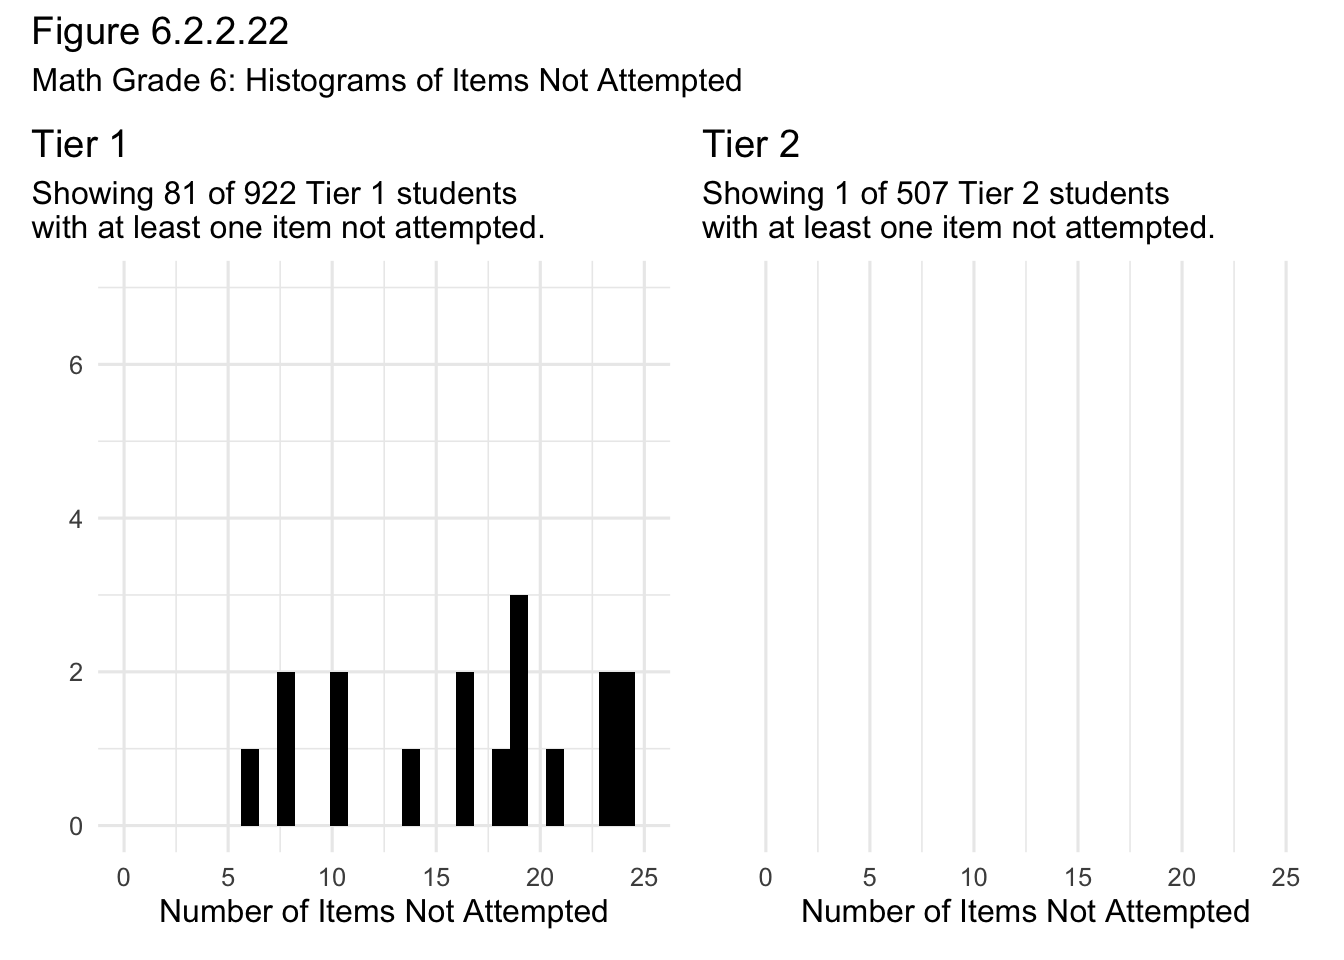 Figure 6.2.2.22
Math Grade 6: Histograms of Items Not Attempted
Tier 1
Showing 81 of 922 Tier 1 students
with at least one item not attempted.
6
4
2
0
0 5 10 15 20 25
Number of Items Not Attempted
Tier 2
Showing 1 of 507 Tier 2 students
with at least one item not attempted.
0 5 10 15 20 25
Number of Items Not Attempted